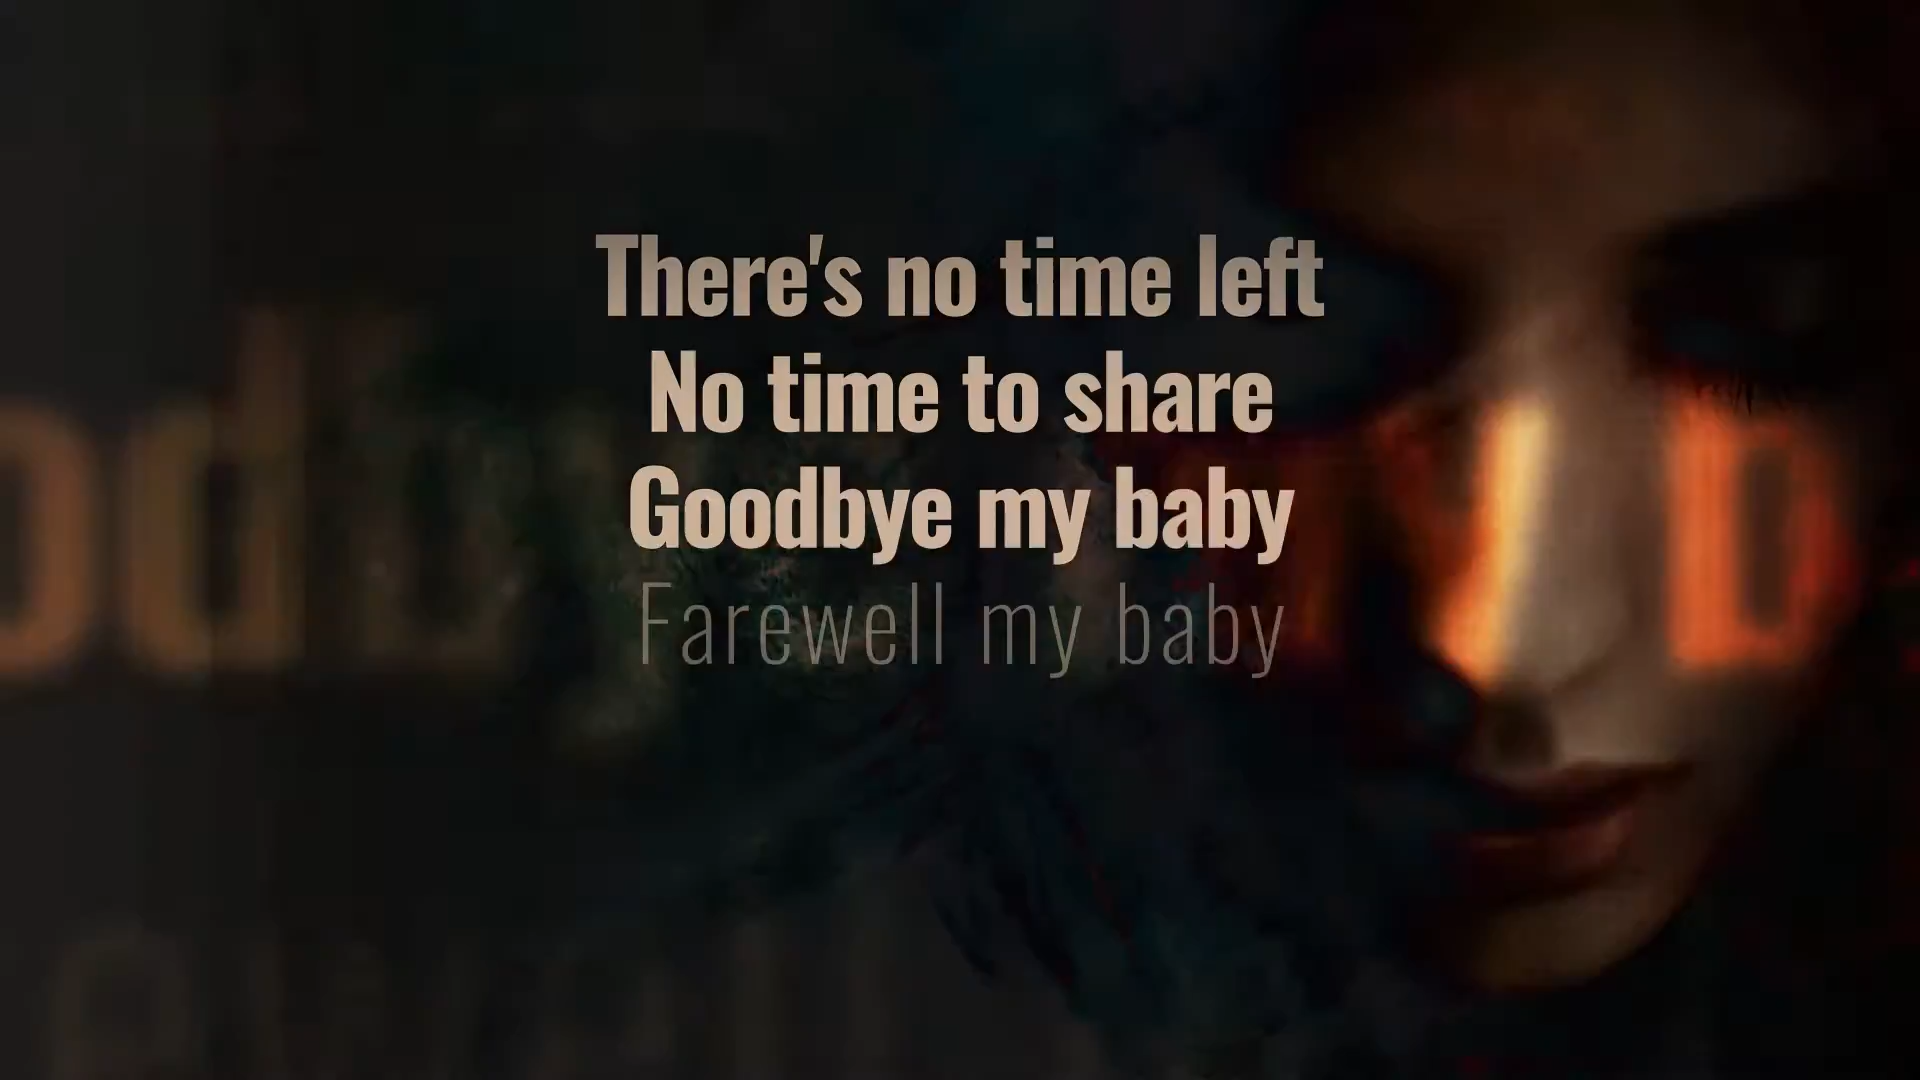 There's no time left
No time to share
Goodbye my baby
Farewell my baby